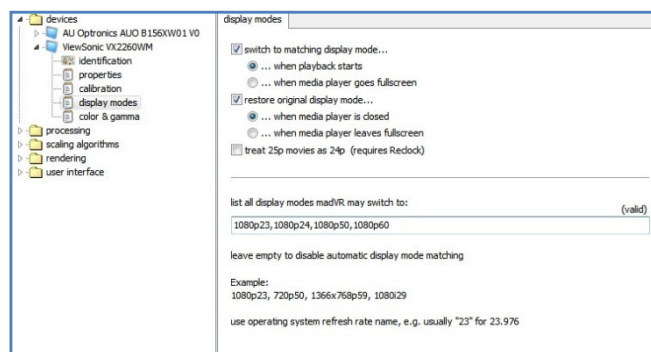 devices
AU Optronics AUO B156XW01 V0
ViewSonic VX2260WM
identification
properties
calibration
display modes
color & gamma
processing
scaling algorithms
rendering
user interface
display modes
switch to matching display mode...
... when playback starts
... when media player goes fullscreen
restore original display mode...
... when media player is closed
... when media player leaves fullscreen
treat 25p movies as 24p (requires Reclock)
list all display modes madVR may switch to:
(valid)
1080p23,1080p24,1080p50,1080p60
leave empty to disable automatic display mode matching
Example:
1080p23, 720p50, 1366x768p59, 1080i29
use operating system refresh rate name, e.g. usually "23" for 23.976